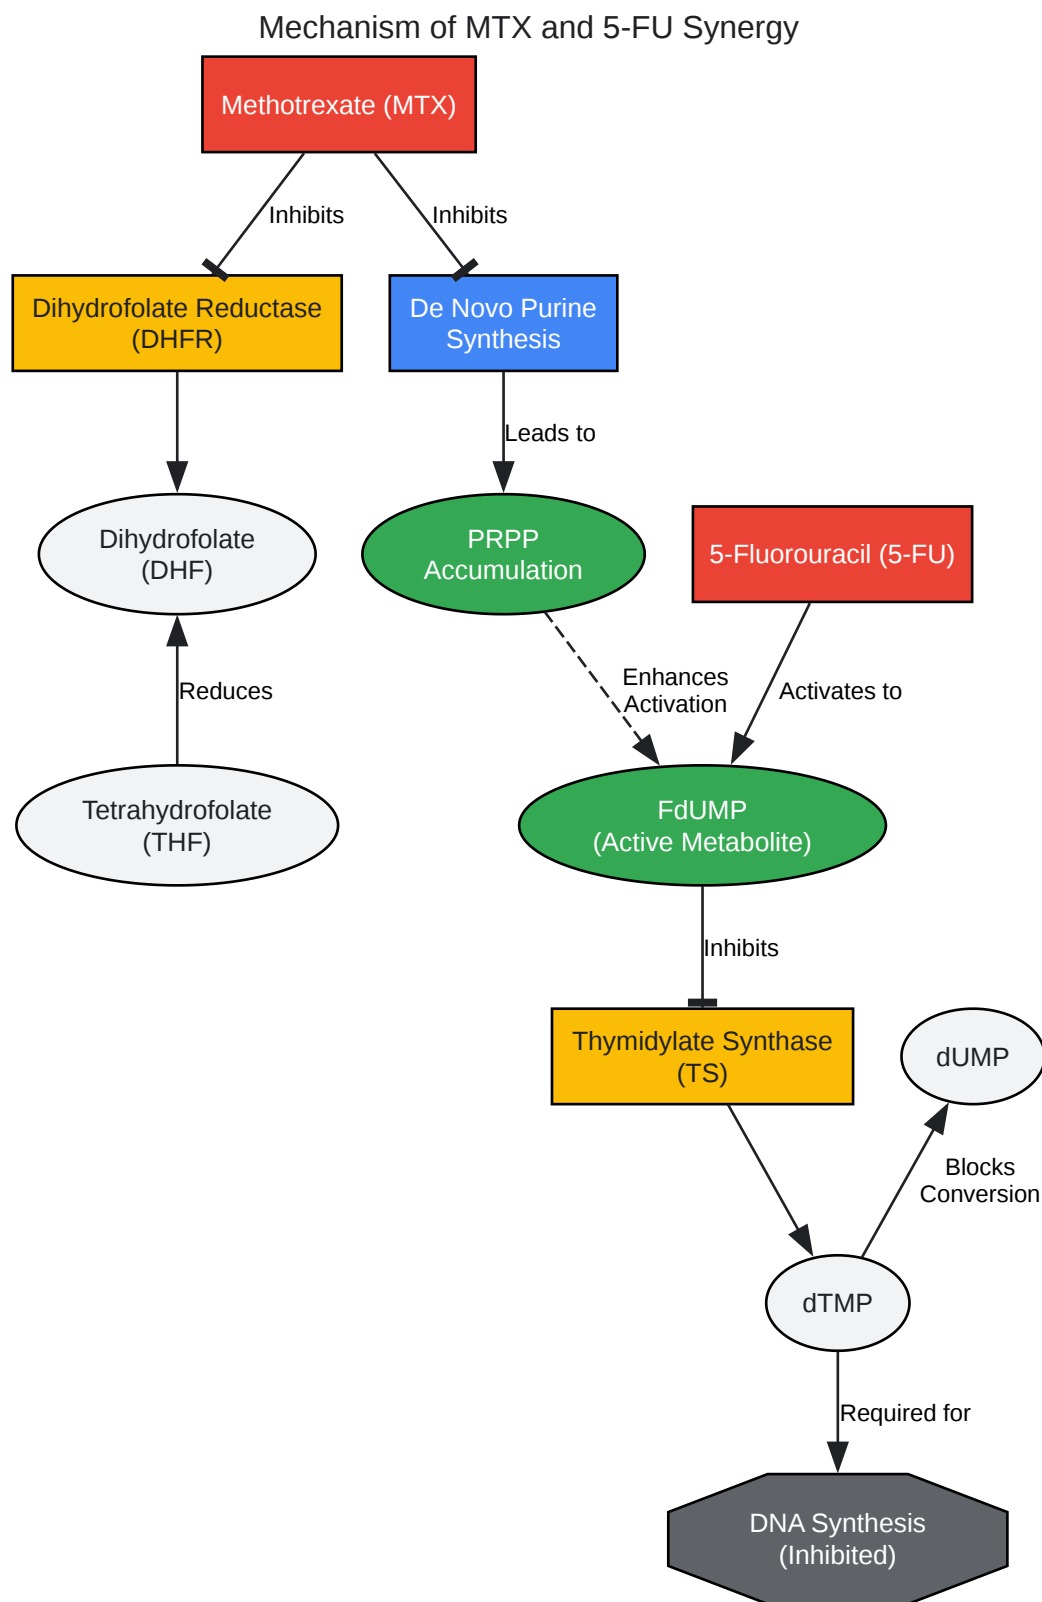 Mechanism of MTX and 5-FU Synergy
Methotrexate (MTX)
Inhibits
Inhibits
Dihydrofolate Reductase
(DHFR)
De Novo Purine
Synthesis
Leads to
Dihydrofolate
(DHF)
PRPP
Accumulation
5-Fluorouracil (5-FU)
Reduces
Enhances
Activation
Activates to
Tetrahydrofolate
(THF)
FdUMP
(Active Metabolite)
Inhibits
Thymidylate Synthase
(TS)
dUMP
Blocks
Conversion
dTMP
Required for
DNA Synthesis
(Inhibited)